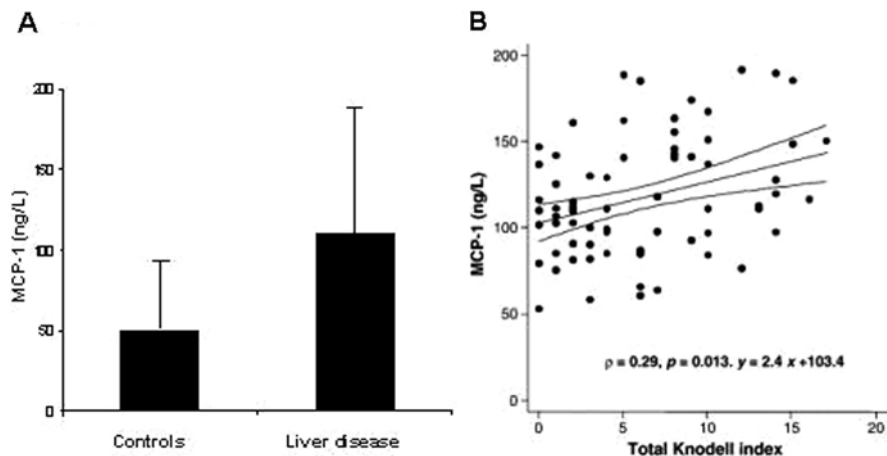 A
MCP-1 (ng/L)
200
150
100
50
0
Controls
Liver disease
B
MCP-1 (ng/L)
200
150
100
50
0
ρ = 0.29, p = 0.013. y = 2.4 x +103.4
0 5 10 15 20
Total Knodell index